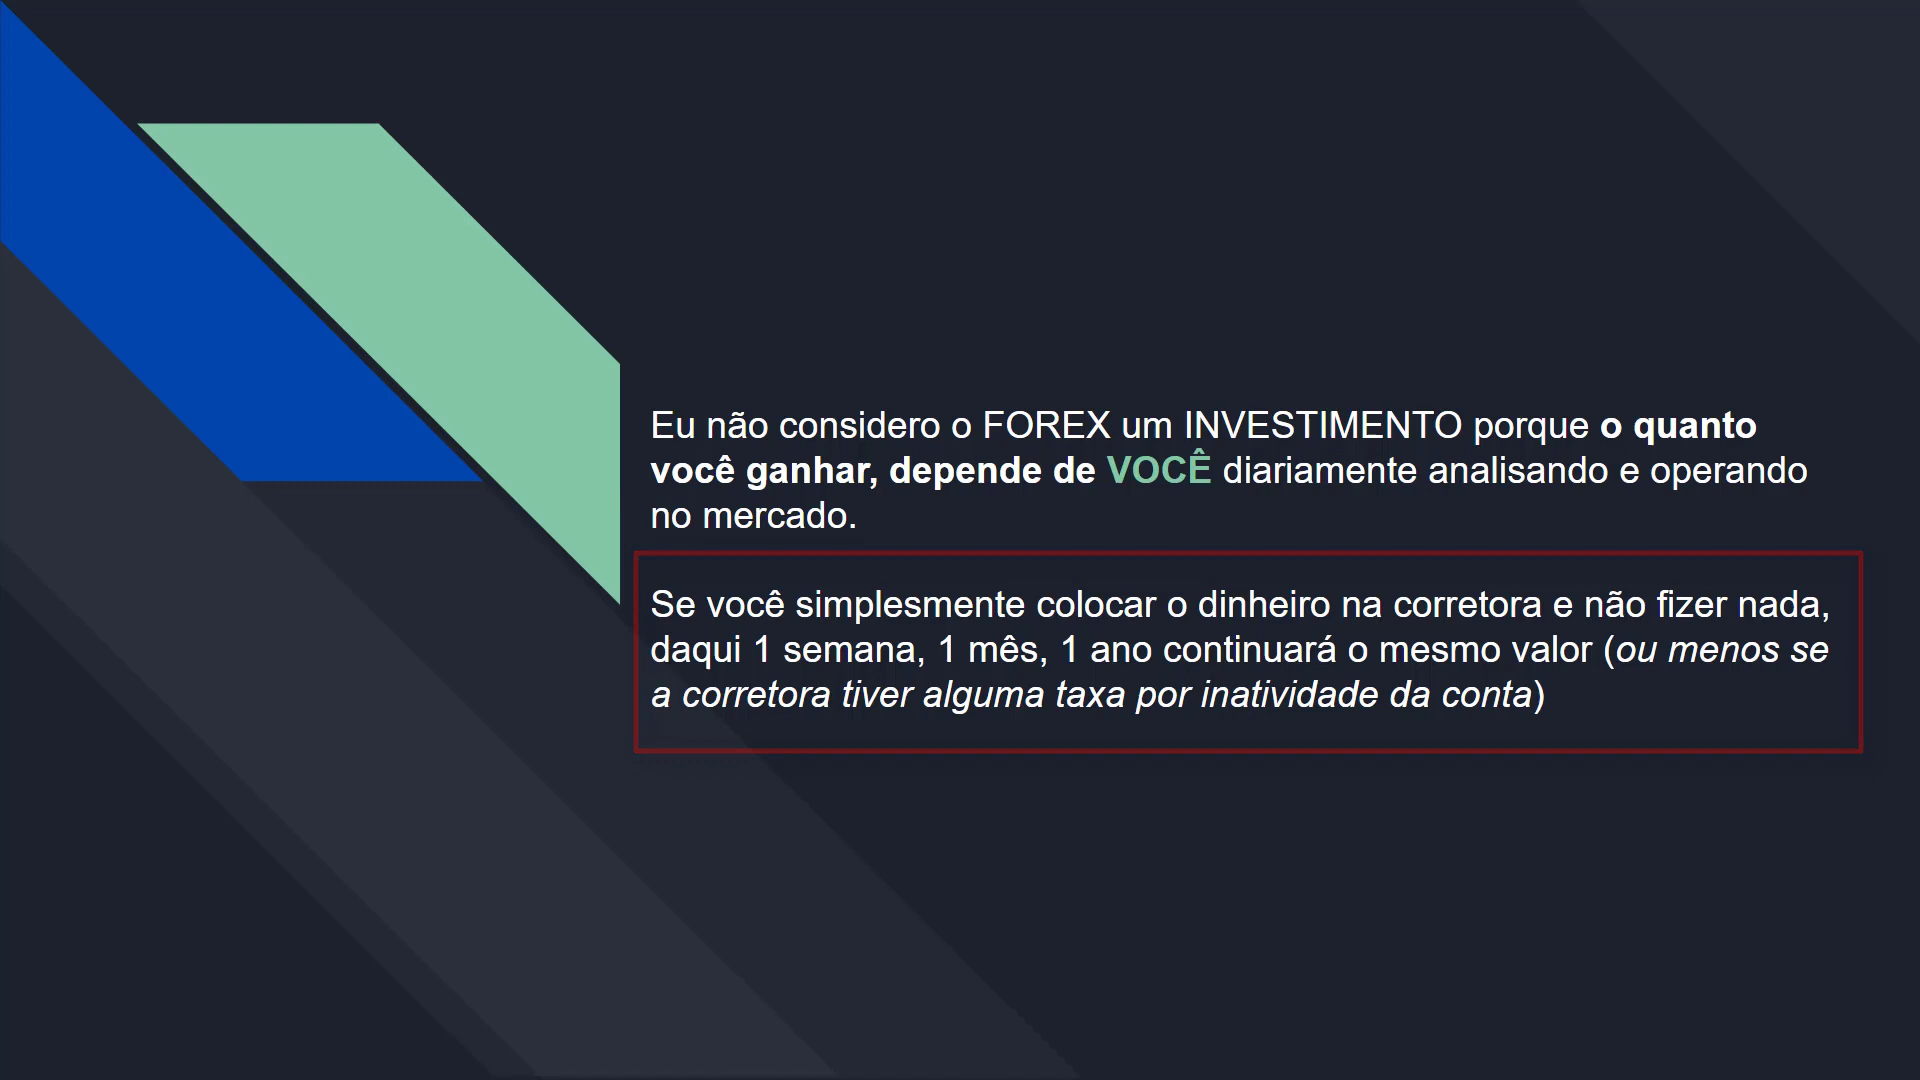 Eu não considero o FOREX um INVESTIMENTO porque o quanto
você ganhar, depende de VOCÊ diariamente analisando e operando
no mercado.
Se você simplesmente colocar o dinheiro na corretora e não fizer nada,
daqui 1 semana, 1 mês, 1 ano continuará o mesmo valor (ou menos se
a corretora tiver alguma taxa por inatividade da conta)